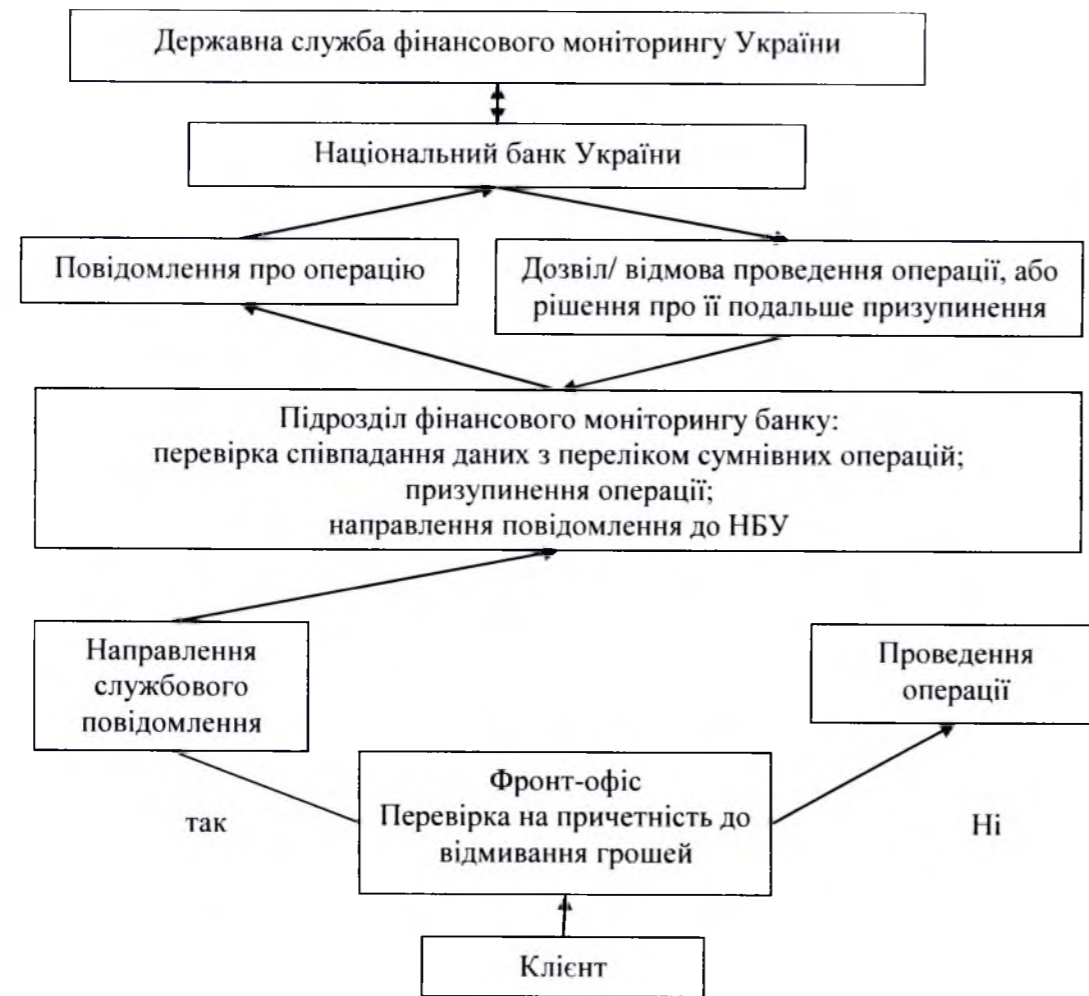 Державна служба фінансового моніторингу України
Національний банк України
Повідомлення про операцію
Дозвіл/ відмова проведення операції, або
рішення про її подальше призупинення
Підрозділ фінансового моніторингу банку:
перевірка співпадання даних з переліком сумнівних операцій;
призупинення операції;
направлення повідомлення до НБУ
Направлення
службового
повідомлення
Проведення
операції
Фронт-офіс
Перевірка на причетність до
відмивання грошей
так
Ні
Клієнт